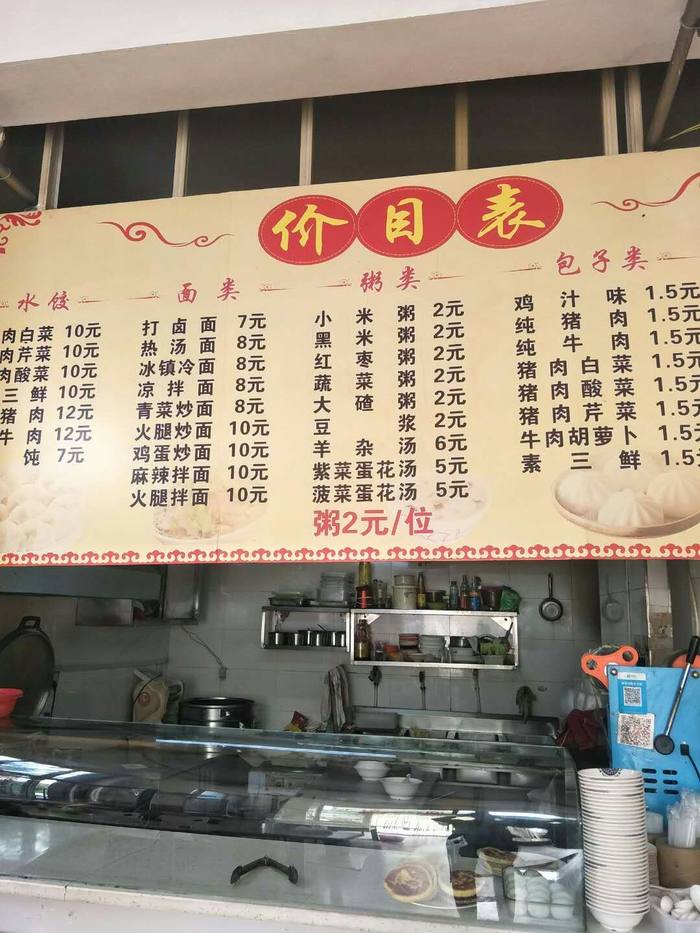 价目表
水饺
肉白菜 10元
肉芹菜 10元
肉酸菜 10元
三鲜 10元
猪肉 12元
牛肉 12元
饨 7元
面类
打卤面 7元
热汤面 8元
冰镇冷面 8元
凉拌面 8元
青菜炒面 8元
火腿炒面 10元
鸡蛋炒面 10元
麻辣拌面 10元
火腿拌面 10元
粥类
小米粥 2元
黑米粥 2元
红枣粥 2元
蔬菜粥 2元
大碴粥 2元
豆浆 2元
羊杂汤 6元
紫菜蛋花汤 5元
菠菜蛋花汤 5元
粥2元/位
包子类
鸡汁味 1.5元
纯猪肉 1.5元
纯牛肉 1.5元
猪肉白菜 1.5元
猪肉酸菜 1.5元
猪肉芹菜 1.5元
牛肉胡萝卜 1.5元
素三鲜 1.5